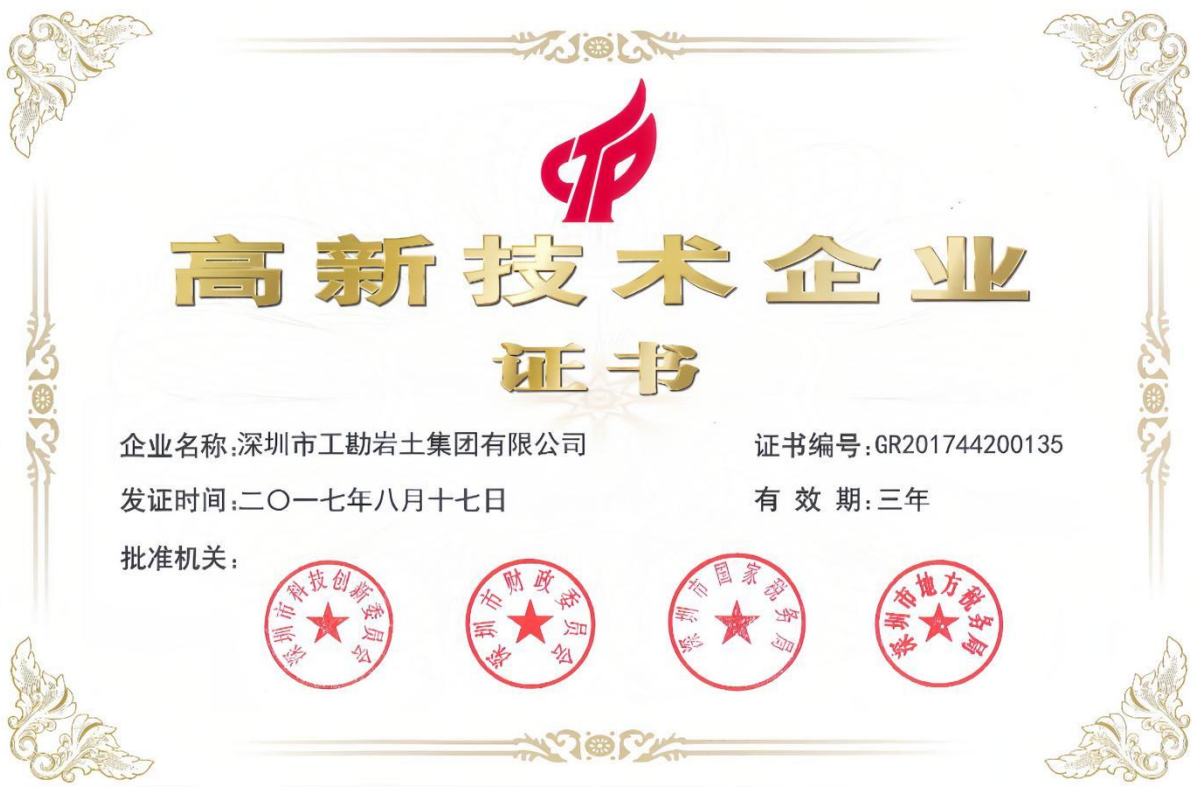 高新技术企业
证书
企业名称:深圳市工勘岩土集团有限公司
证书编号:GR201744200135
发证时间:二〇一七年八月十七日
有 效 期:三年
批准机关:
深圳市科技创新委员会
深圳市财政委员会
深圳市国家税务局
深圳市地方税务局